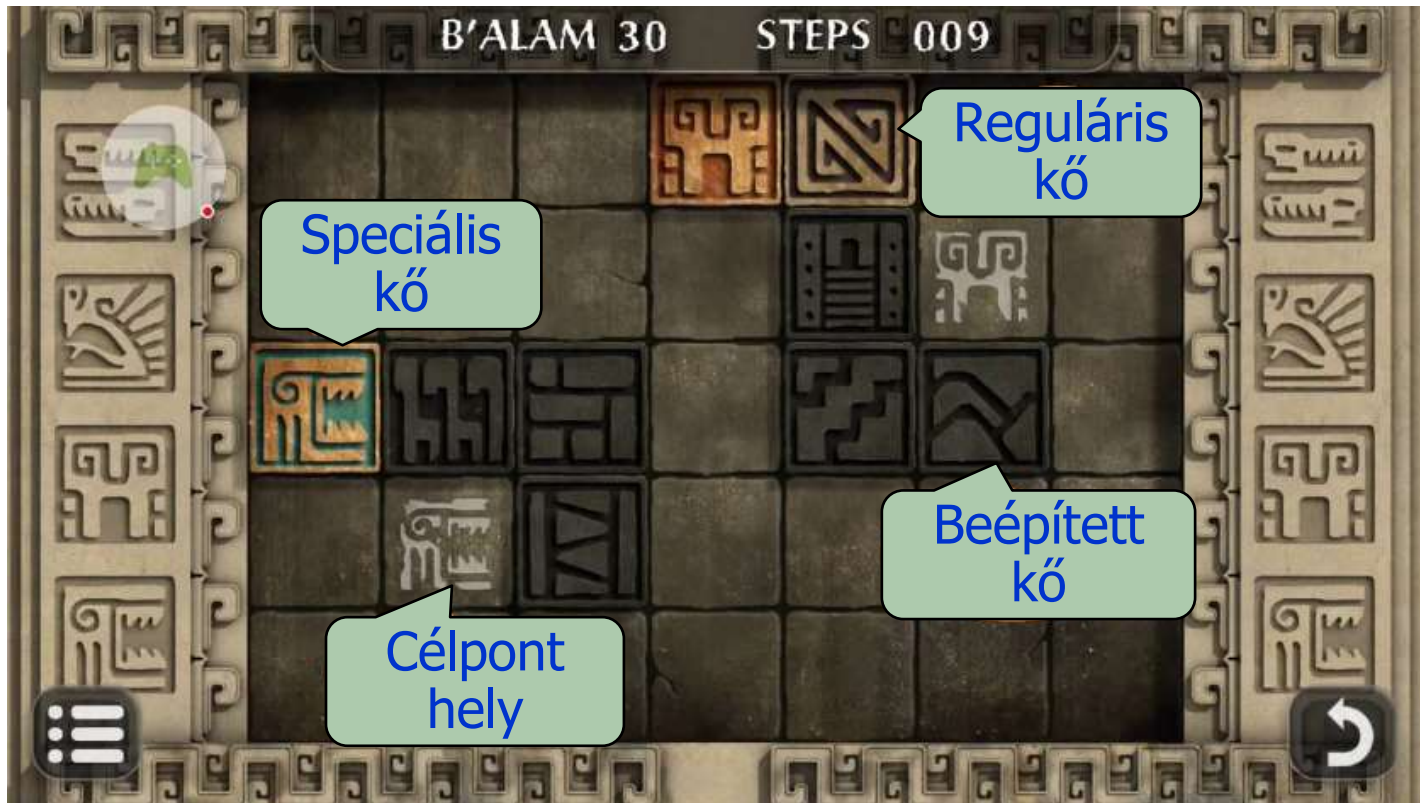 B'ALAM 30 STEPS 009
Reguláris
kő
Speciális
kő
Beépített
kő
Célpont
hely